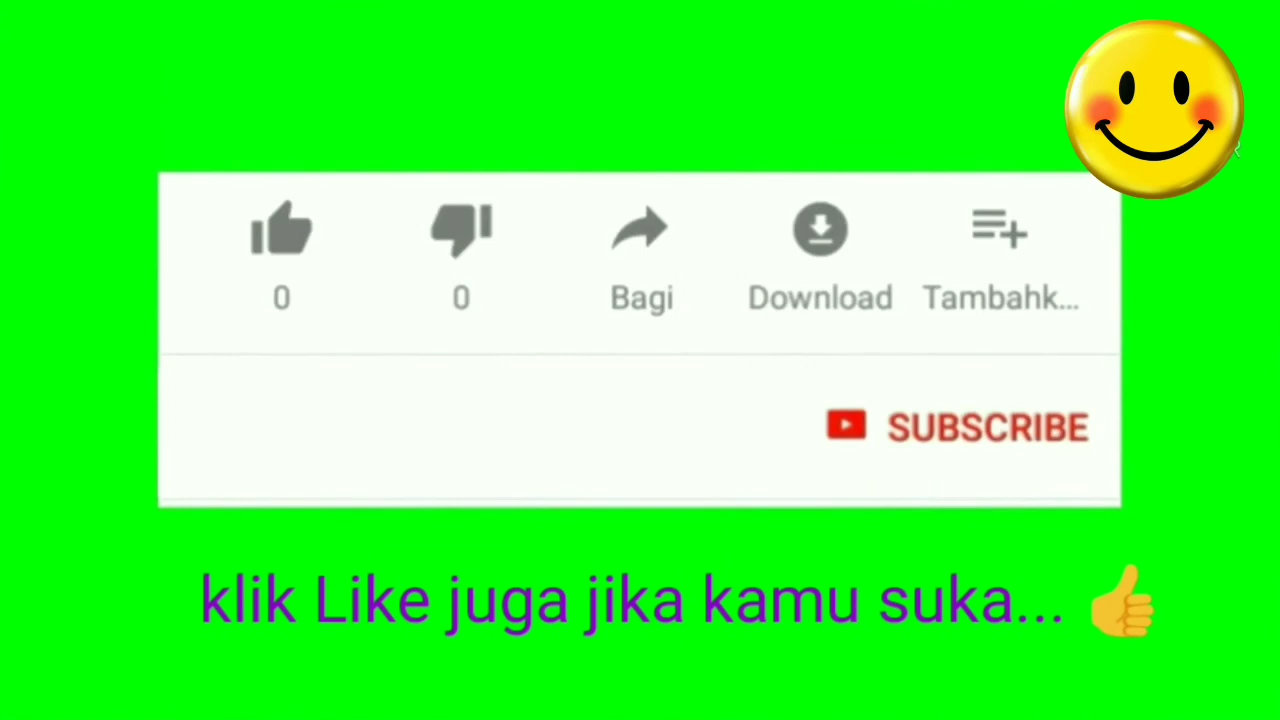 0 0 Bagi Download Tambahk...
SUBSCRIBE
klik Like juga jika kamu suka... 👍